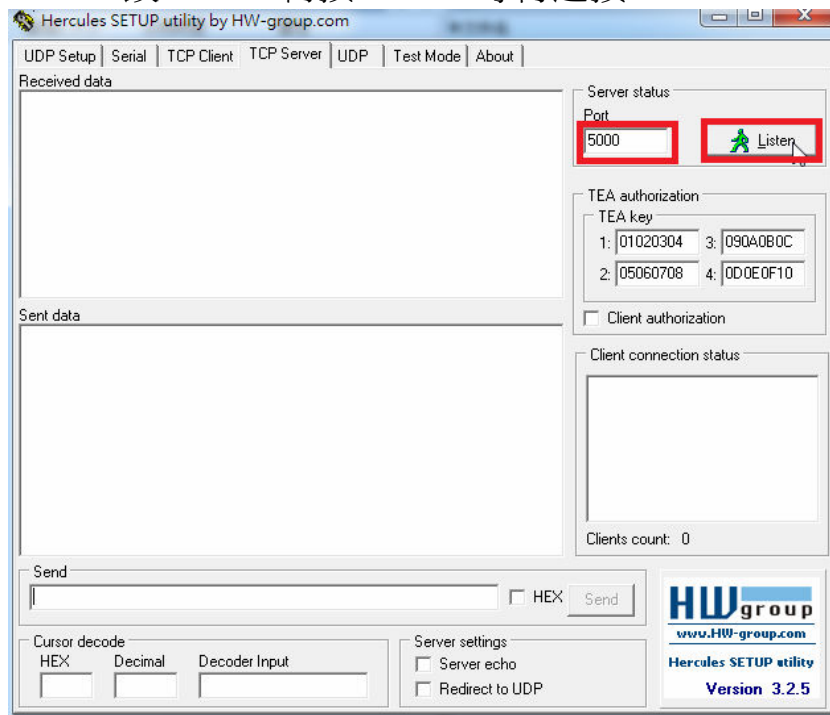 Hercules SETUP utility by HW-group.com
UDP Setup Serial TCP Client TCP Server UDP Test Mode About
Received data
Server status
Port
5000 Listen
TEA authorization
TEA key
1: 01020304 3: 090A0B0C
2: 05060708 4: 0D0E0F10
Client authorization
Sent data
Client connection status
Clients count: 0
Send
HEX Send
Cursor decode
HEX Decimal Decoder Input
Server settings
Server echo
Redirect to UDP
HWgroup
www.HW-group.com
Hercules SETUP utility
Version 3.2.5